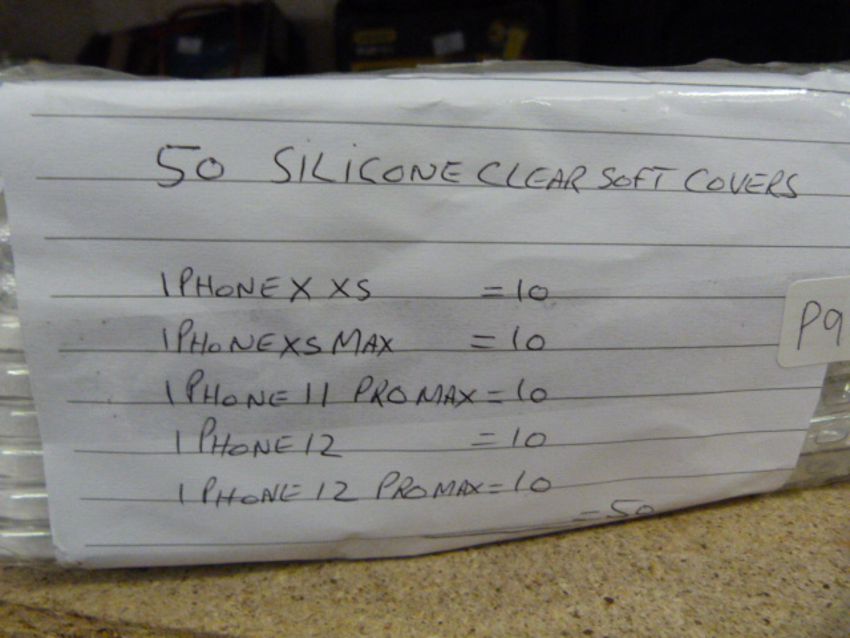 50 SILICONE CLEAR SOFT COVERS
IPHONE X XS = 10
IPHONE XS MAX = 10
IPHONE 11 PRO MAX = 10
P9
IPHONE 12 = 10
IPHONE 12 PRO MAX = 10
= 50